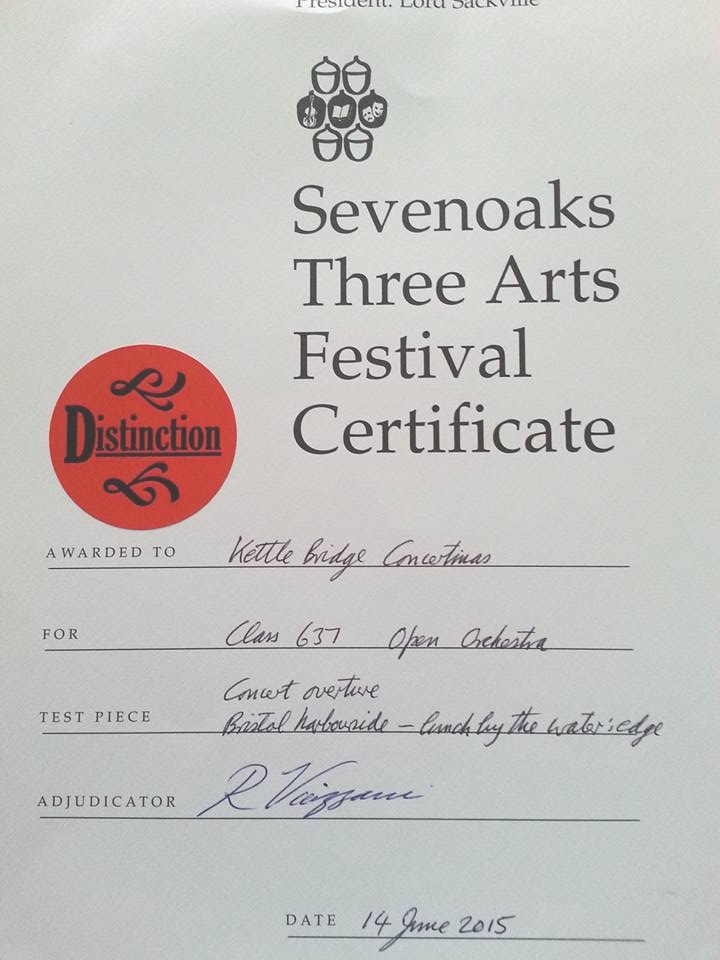 President: Lord Sackville
Sevenoaks
Three Arts
Festival
Certificate
Distinction
AWARDED TO Kettle Bridge Concertinas
FOR Class 637 Open Orchestra
TEST PIECE Concert overture
Bristol harbourside – lunch by the water's edge
ADJUDICATOR R
DATE 14 June 2015